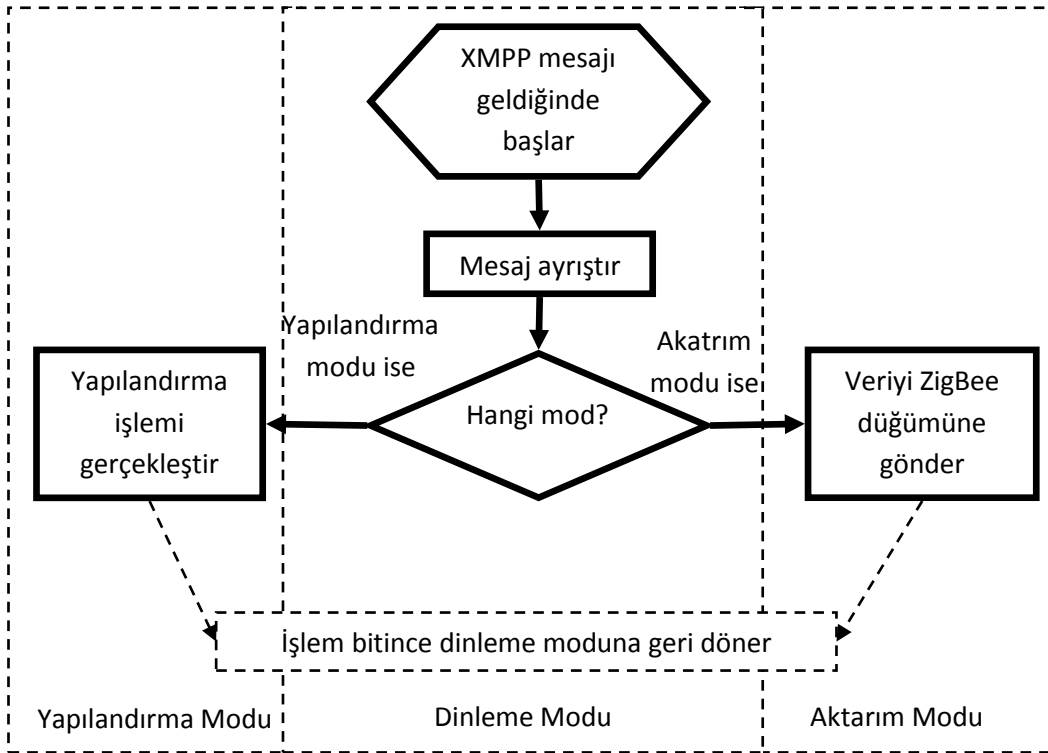 XMPP mesajı
geldiğinde
başlar
Mesaj ayrıştır
Yapılandırma
modu ise
Akatrım
modu ise
Hangi mod?
Yapılandırma
işlemi
gerçekleştir
Veriyi ZigBee
düğümüne
gönder
İşlem bitince dinleme moduna geri döner
Yapılandırma Modu
Dinleme Modu
Aktarım Modu